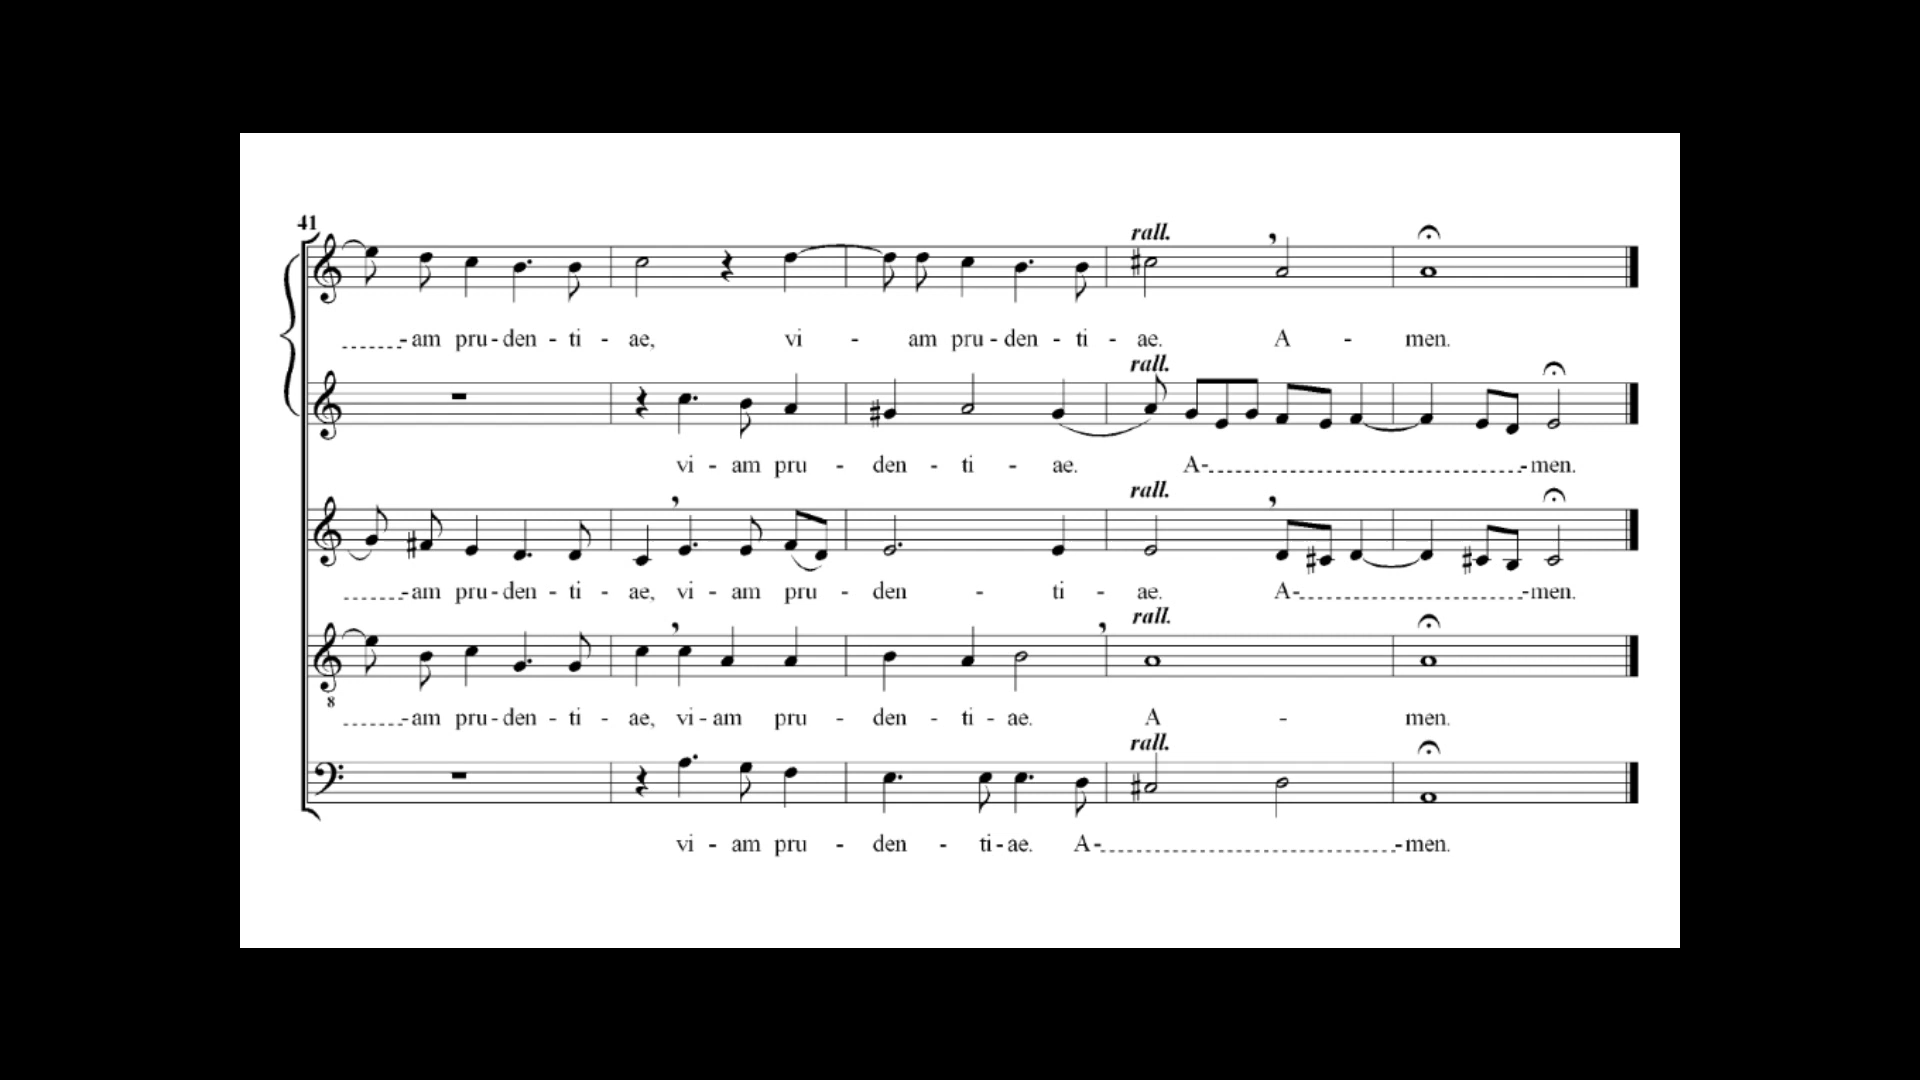 41
rall.
-am pru-den - ti - ae, vi - am pru-den - ti - ae. A - men.
rall.
vi - am pru - den - ti - ae. A- -men.
rall.
-am pru-den - ti - ae, vi - am pru - den - ti - ae. A- -men.
rall.
8
-am pru-den - ti - ae, vi-am pru - den - ti - ae. A - men.
rall.
vi - am pru - den - ti-ae. A- -men.